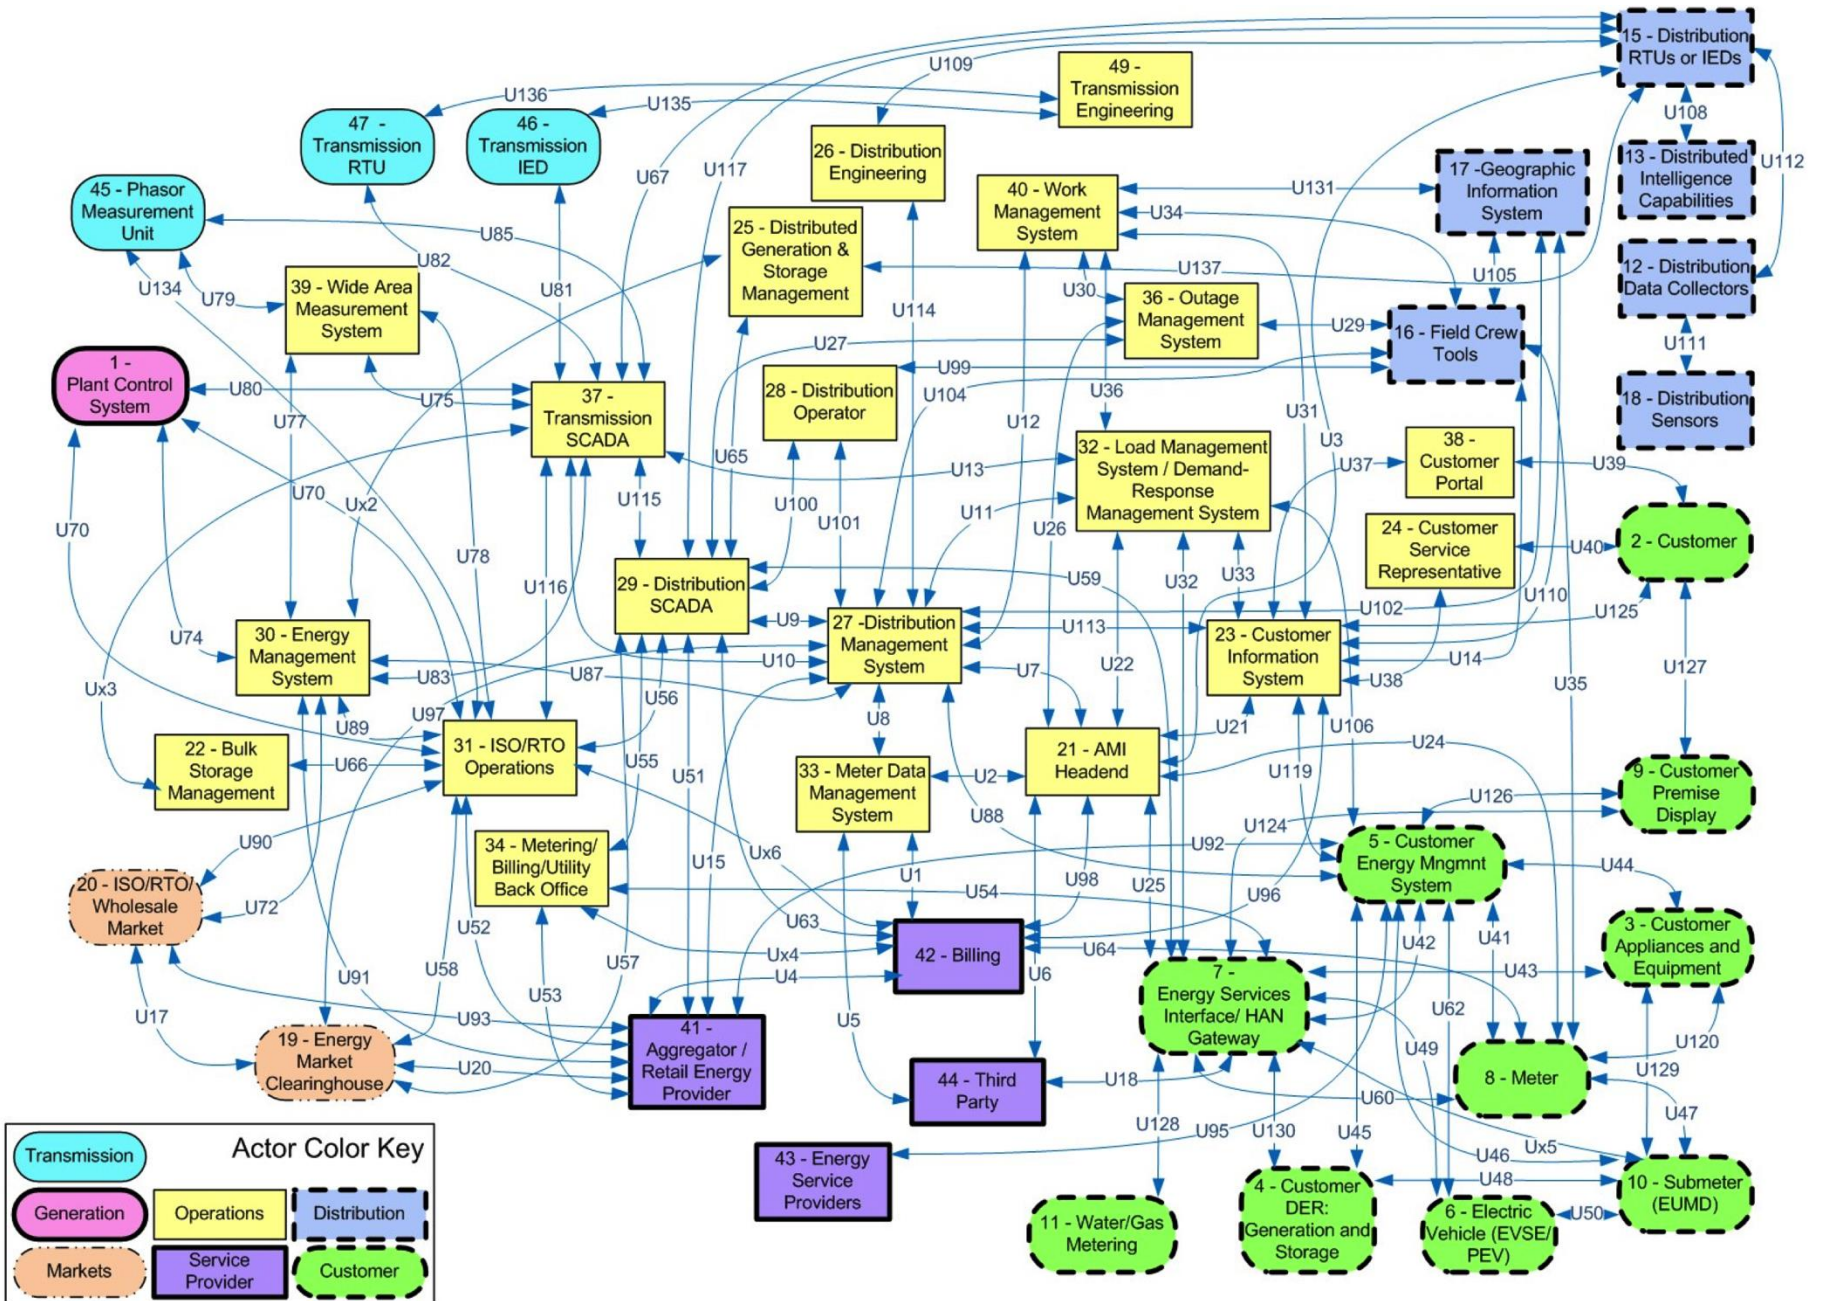 15 - Distribution
RTUs or IEDs
U109
49 -
Transmission
Engineering
U136
U135
U108
47 -
Transmission
RTU
46 -
Transmission
IED
26 - Distribution
Engineering
U67
U117
13 - Distributed
Intelligence
Capabilities
U112
17 -Geographic
Information
System
45 - Phasor
Measurement
Unit
40 - Work
Management
System
U131
U34
25 - Distributed
Generation &
Storage
Management
U85
U82
U81
U134
U79
39 - Wide Area
Measurement
System
U137
U105
12 - Distribution
Data Collectors
U30
36 - Outage
Management
System
U114
U29
16 - Field Crew
Tools
U27
U111
1 -
Plant Control
System
U80
U75
37 -
Transmission
SCADA
28 - Distribution
Operator
U99
U104
U36
U12
U31
U3
18 - Distribution
Sensors
U77
U65
U13
32 - Load Management
System / Demand-
Response
Management System
U37
38 -
Customer
Portal
U39
U70
U70
Ux2
U115
U100
U101
U11
U26
24 - Customer
Service
Representative
U40
2 - Customer
U78
U116
29 - Distribution
SCADA
U59
U32
U33
U110
U102
U125
U74
30 - Energy
Management
System
U9
27 -Distribution
Management
System
U113
23 - Customer
Information
System
U14
U38
U35
U127
Ux3
U83
U87
U10
U7
U22
U97
U56
U8
U89
U21
U106
22 - Bulk
Storage
Management
U66
31 - ISO/RTO
Operations
U55
U51
33 - Meter Data
Management
System
U2
21 - AMI
Headend
U24
U119
9 - Customer
Premise
Display
U126
U124
U88
U90
34 - Metering/
Billing/Utility
Back Office
U15
Ux6
U1
U98
U25
U92
U96
5 - Customer
Energy Mngmnt
System
U44
20 - ISO/RTO/
Wholesale
Market
U72
U54
U52
U63
Ux4
U4
42 - Billing
U64
U6
U42
U41
3 - Customer
Appliances and
Equipment
U43
U91
U58
U57
U53
7 -
Energy Services
Interface/ HAN
Gateway
U62
U17
U93
U5
U49
U120
19 - Energy
Market
Clearinghouse
U20
41 -
Aggregator /
Retail Energy
Provider
44 - Third
Party
U18
U60
8 - Meter
U129
U47
U128
U95
U130
U45
U46
Ux5
43 - Energy
Service
Providers
U48
10 - Submeter
(EUMD)
4 - Customer
DER:
Generation and
Storage
6 - Electric
Vehicle (EVSE/
PEV)
U50
11 - Water/Gas
Metering
Actor Color Key
Transmission
Generation
Operations
Distribution
Markets
Service
Provider
Customer